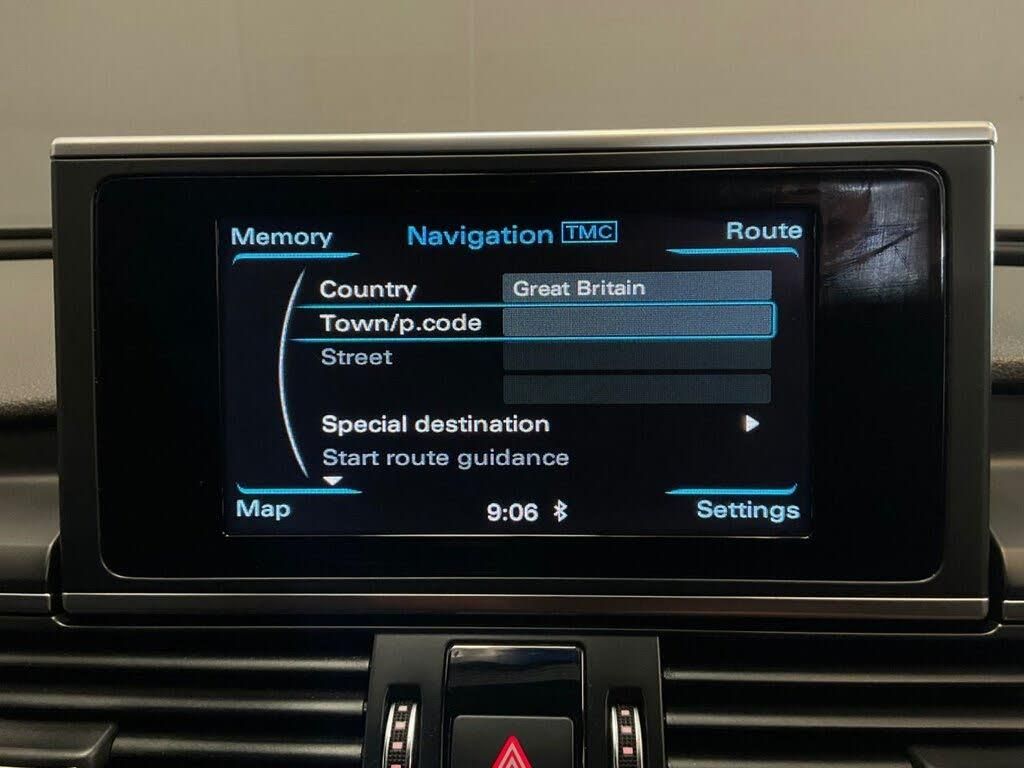 Memory Navigation TMC Route
Country Great Britain
Town/p.code
Street
Special destination
Start route guidance
Map 9:06 Settings